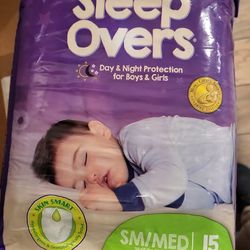 Sleep
Overs
Day & Night Protection
for Boys & Girls
SKIN SMART
SM/MED
15